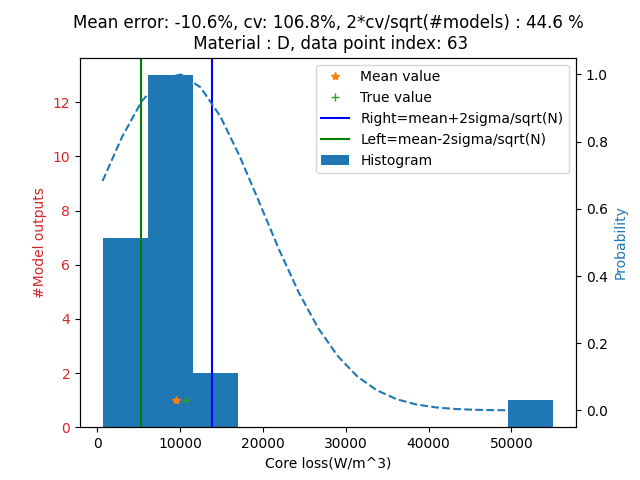 Mean error: -10.6%, cv: 106.8%, 2*cv/sqrt(#models) : 44.6 %
Material : D, data point index: 63
Mean value
True value
Right=mean+2sigma/sqrt(N)
Left=mean-2sigma/sqrt(N)
Histogram
#Model outputs
12
10
8
6
4
2
0
1.0
0.8
0.6
0.4
0.2
0.0
Probability
0 10000 20000 30000 40000 50000
Core loss(W/m^3)